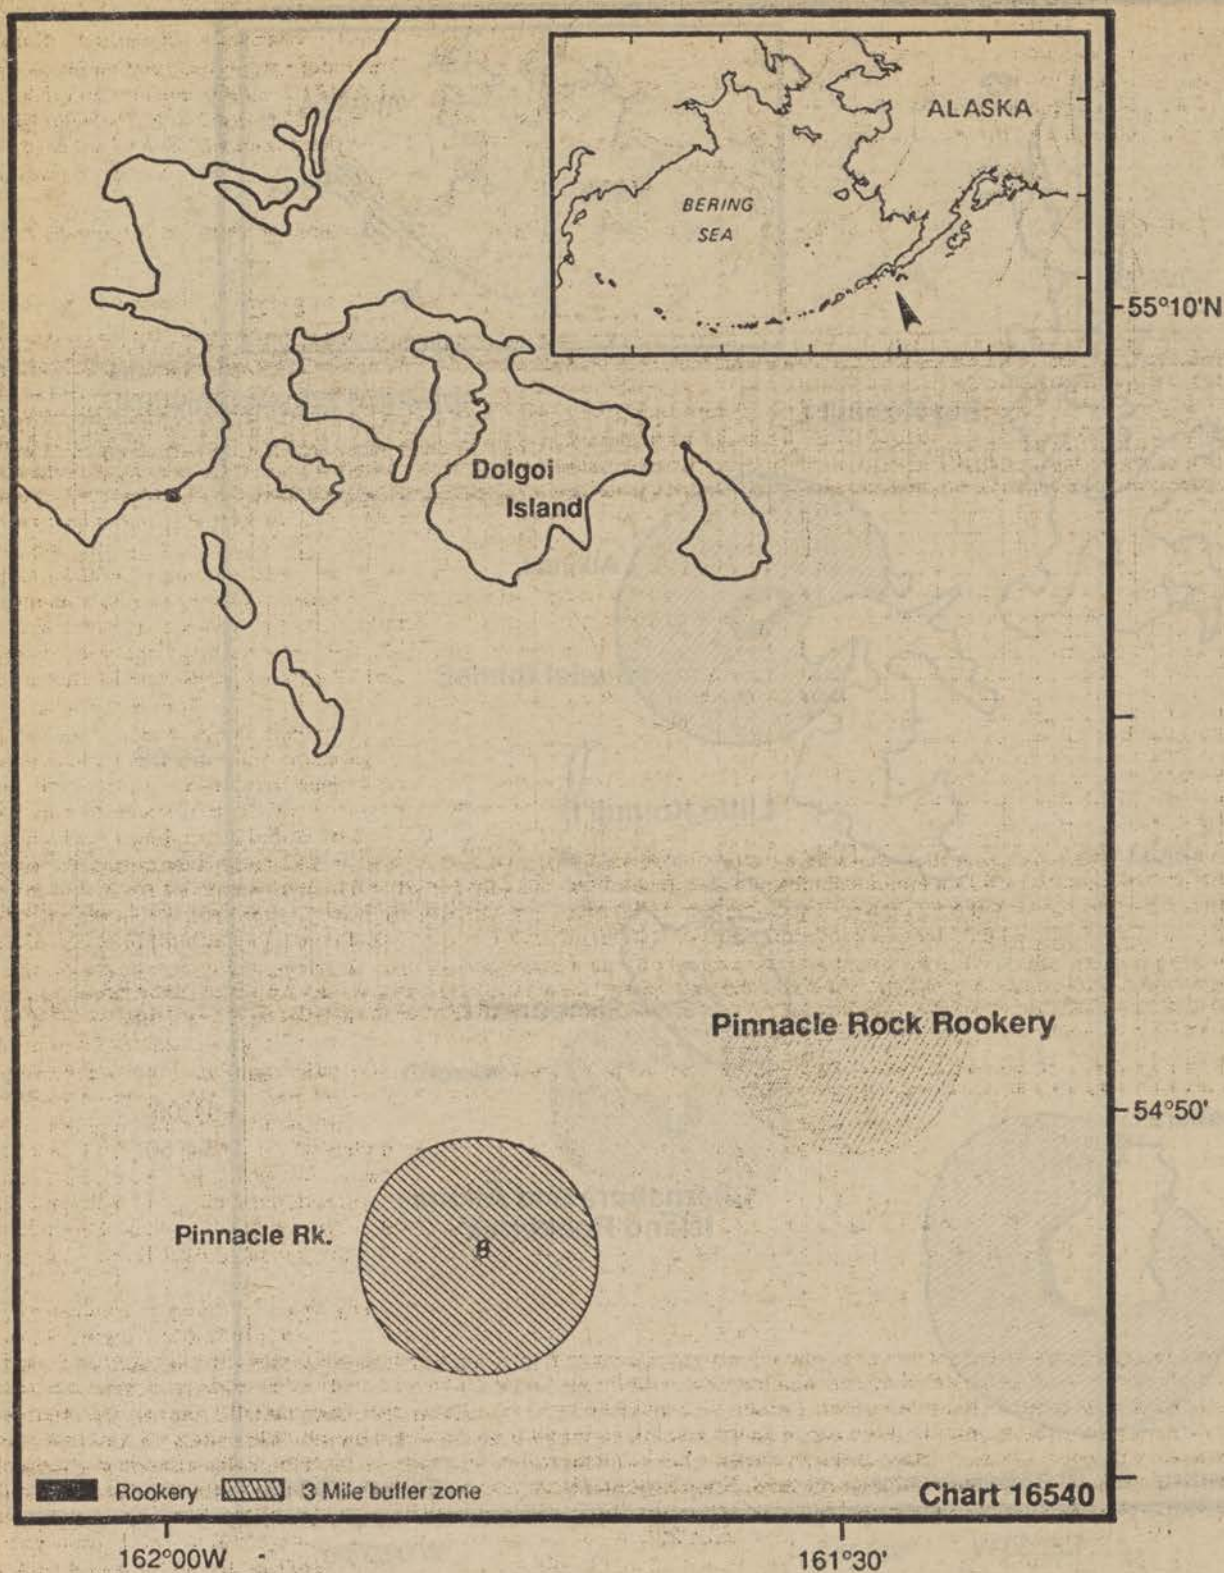 ALASKA
BERING
SEA
55°10'N
Dolgoi
Island
Pinnacle Rock Rookery
54°50'
Pinnacle Rk.
Rookery
3 Mile buffer zone
Chart 16540
162°00W
161°30'